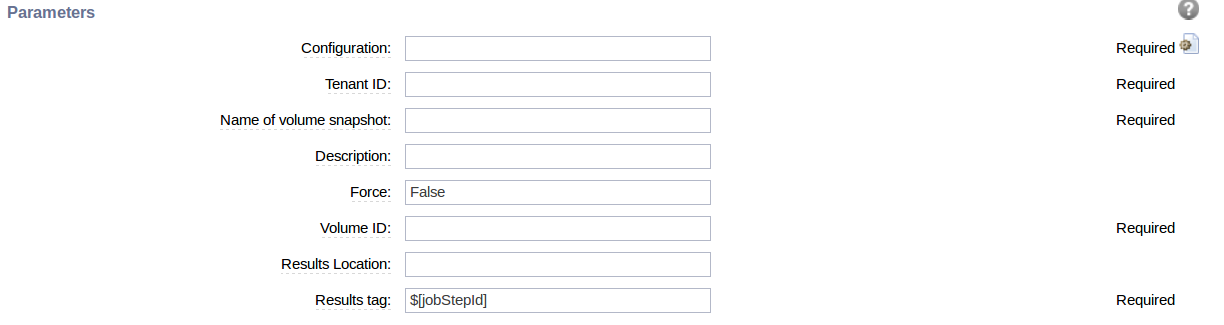 Parameters
?
Configuration: Required
Tenant ID: Required
Name of volume snapshot: Required
Description:
Force: False
Volume ID: Required
Results Location:
Results tag: $[jobStepId] Required